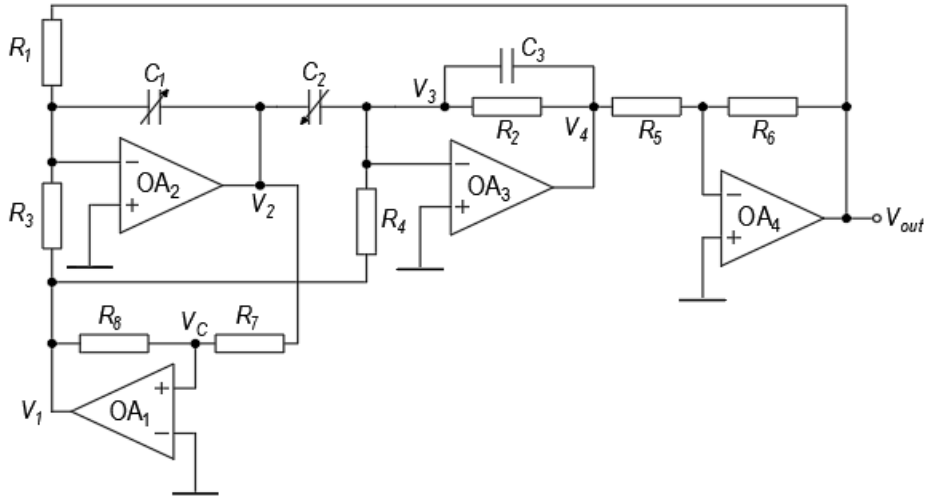 R1
C1
C2
C3
V3
R2
V4
R5
R6
−
+
OA2
R3
V2
−
+
OA3
R4
−
+
OA4
Vout
R8
VC
R7
V1
+
−
OA1